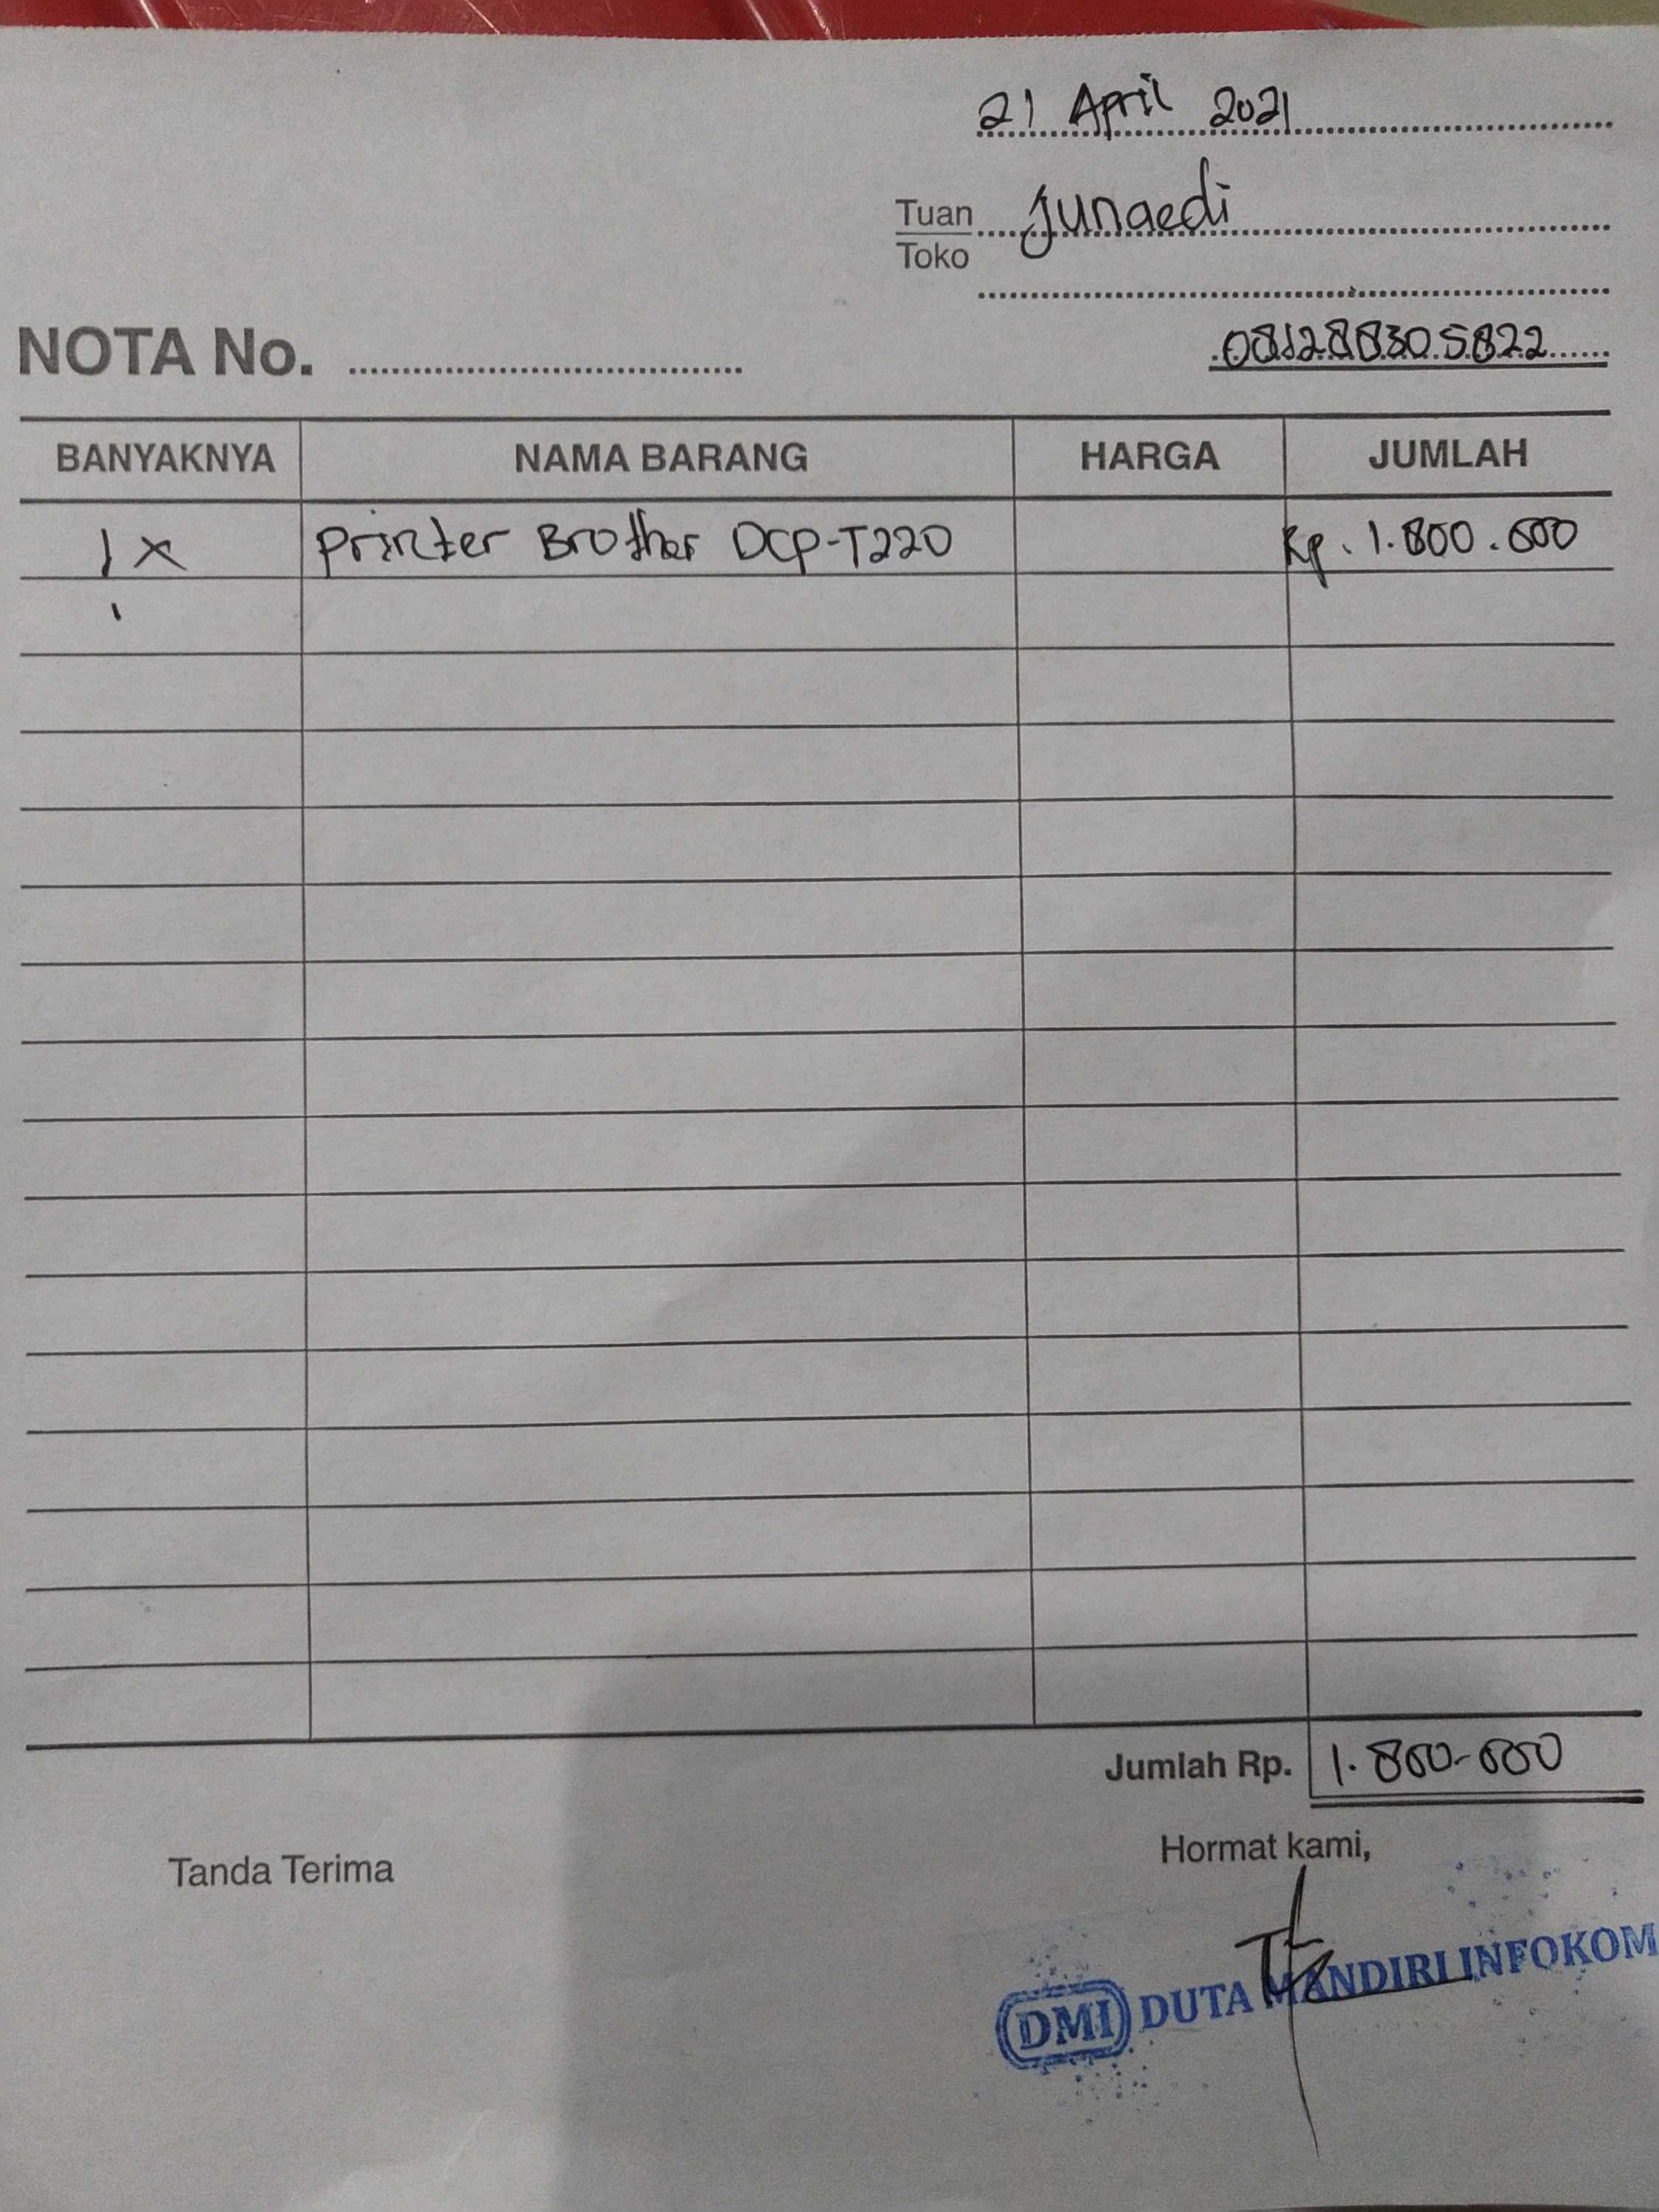 21 April 2021
Tuan Junaedi
Toko
NOTA No.
081288305822
BANYAKNYA NAMA BARANG HARGA JUMLAH
1 x Printer Brother DCP-T220 Rp. 1.800.000
Jumlah Rp. 1.800.000
Tanda Terima Hormat kami,
DMI DUTA MANDIRI INFOKOM